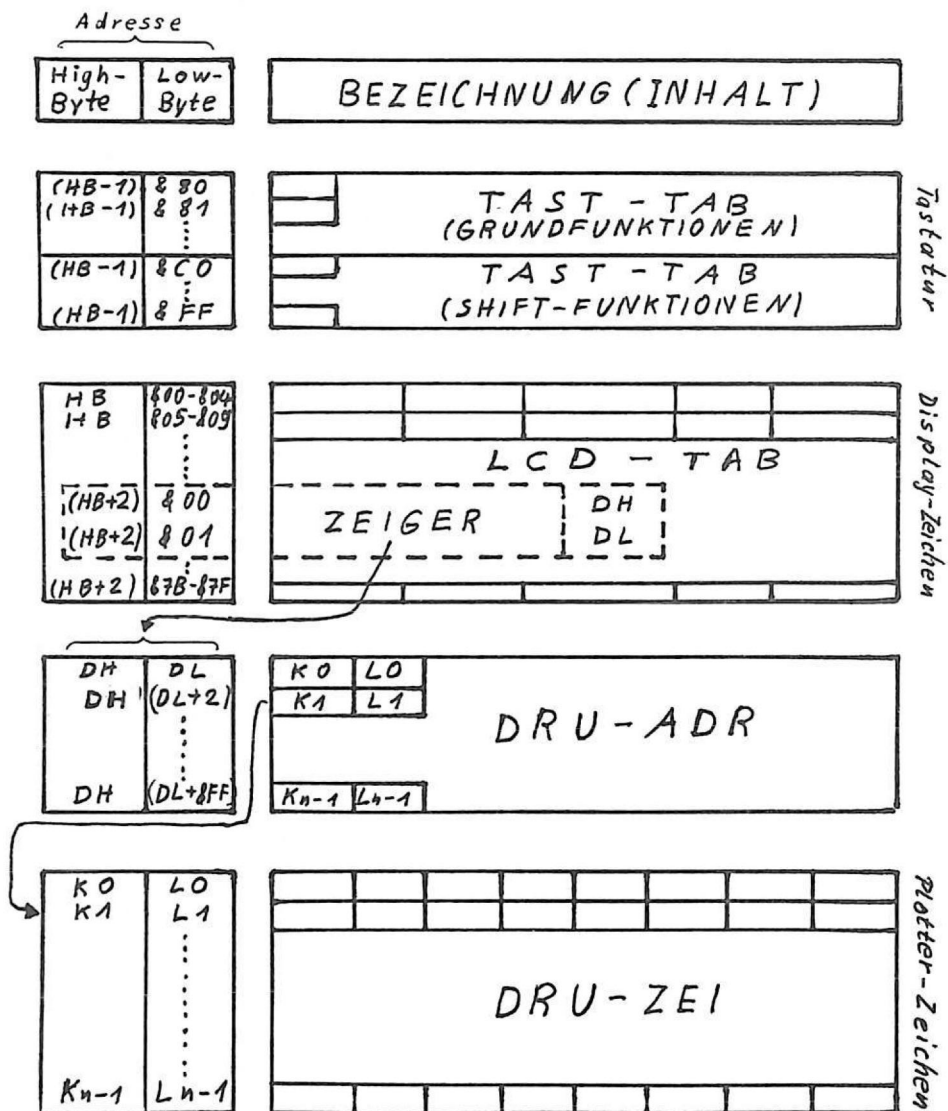 Adresse
High-Byte Low-Byte BEZEICHNUNG (INHALT)
(HB-1) &80
(HB-1) &81
TAST - TAB
(GRUNDFUNKTIONEN)
(HB-1) &C0
(HB-1) &FF
TAST - TAB
(SHIFT-FUNKTIONEN)
Tastatur
HB &00-&04
HB &05-&09
LCD - TAB
(HB+2) &00
(HB+2) &01
ZEIGER
DH
DL
(HB+2) &7B-&7F
Display-Zeichen
DH DL K0 L0
DH (DL+2) K1 L1
DRU-ADR
DH (DL+&FF) Kn-1 Ln-1
K0 L0
K1 L1
DRU-ZEI
Kn-1 Ln-1
Plotter-Zeichen